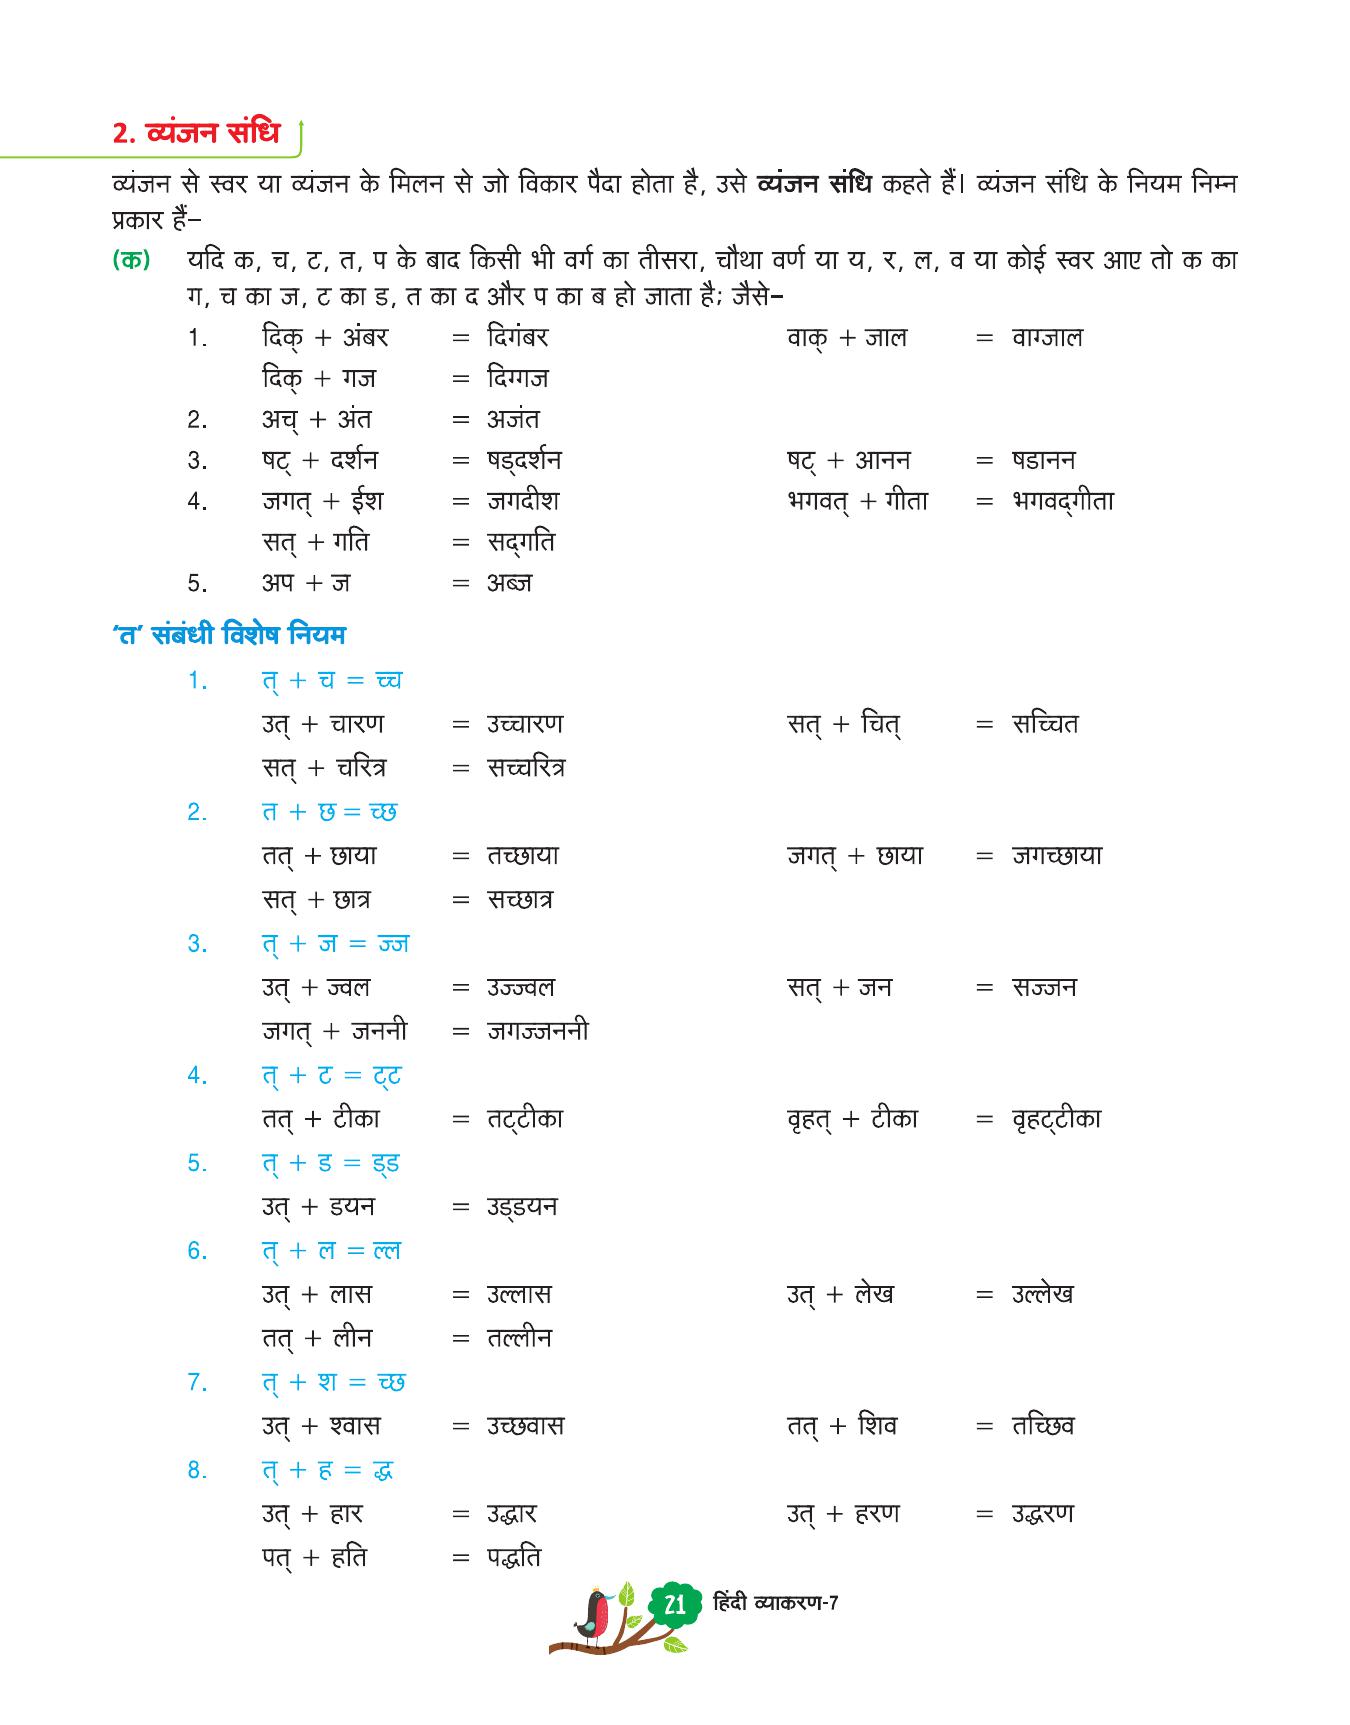 2. व्यंजन संधि
व्यंजन से स्वर या व्यंजन के मिलन से जो विकार पैदा होता है, उसे व्यंजन संधि कहते हैं। व्यंजन संधि के नियम निम्न
प्रकार हैं–
(क) यदि क, च, ट, त, प के बाद किसी भी वर्ग का तीसरा, चौथा वर्ण या य, र, ल, व या कोई स्वर आए तो क का
ग, च का ज, ट का ड, त का द और प का ब हो जाता है; जैसे–
1. दिक् + अंबर = दिगंबर वाक् + जाल = वाग्जाल
दिक् + गज = दिग्गज
2. अच् + अंत = अजंत
3. षट् + दर्शन = षड्दर्शन षट् + आनन = षडानन
4. जगत् + ईश = जगदीश भगवत् + गीता = भगवद्गीता
सत् + गति = सद्गति
5. अप + ज = अब्ज
'त' संबंधी विशेष नियम
1. त् + च = च्च
उत् + चारण = उच्चारण सत् + चित् = सच्चित
सत् + चरित्र = सच्चरित्र
2. त + छ = च्छ
तत् + छाया = तच्छाया जगत् + छाया = जगच्छाया
सत् + छात्र = सच्छात्र
3. त् + ज = ज्ज
उत् + ज्वल = उज्ज्वल सत् + जन = सज्जन
जगत् + जननी = जगज्जननी
4. त् + ट = ट्ट
तत् + टीका = तट्टीका वृहत् + टीका = वृहट्टीका
5. त् + ड = ड्ड
उत् + डयन = उड्डयन
6. त् + ल = ल्ल
उत् + लास = उल्लास उत् + लेख = उल्लेख
तत् + लीन = तल्लीन
7. त् + श = च्छ
उत् + श्वास = उच्छवास तत् + शिव = तच्छिव
8. त् + ह = द्ध
उत् + हार = उद्धार उत् + हरण = उद्धरण
पत् + हति = पद्धति
21 हिंदी व्याकरण-7